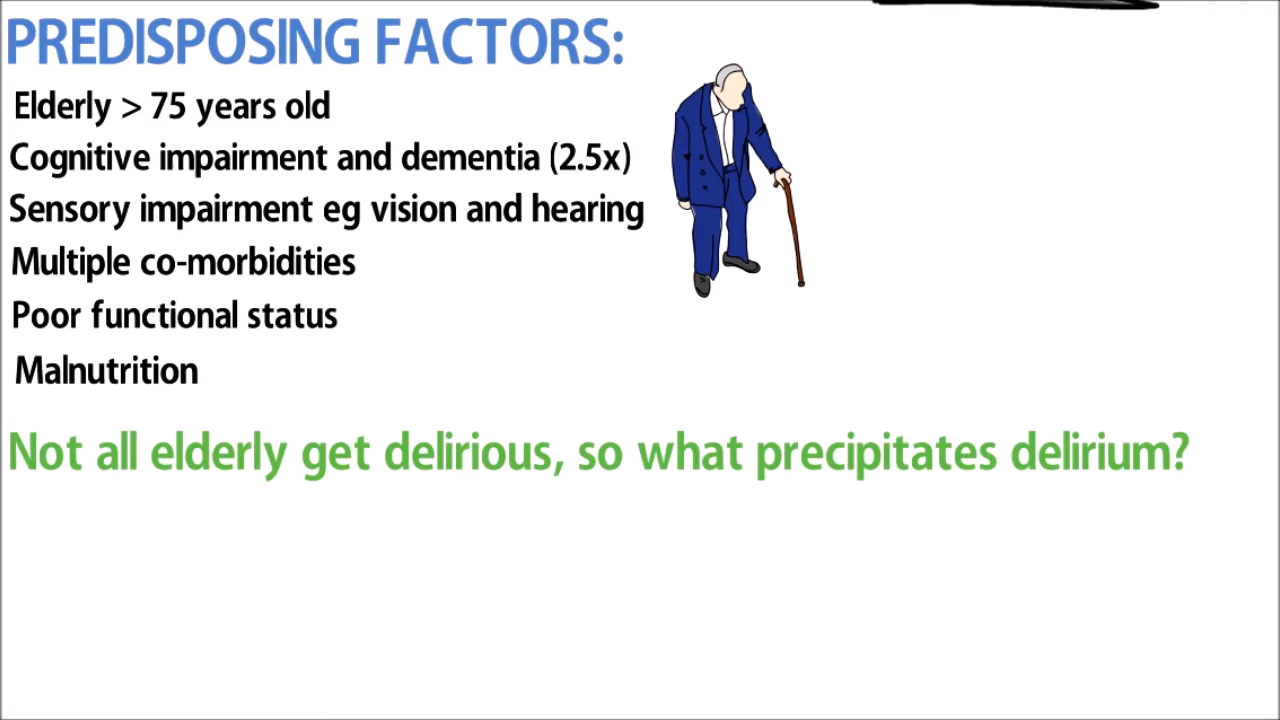 PREDISPOSING FACTORS:
Elderly > 75 years old
Cognitive impairment and dementia (2.5x)
Sensory impairment eg vision and hearing
Multiple co-morbidities
Poor functional status
Malnutrition
Not all elderly get delirious, so what precipitates delirium?